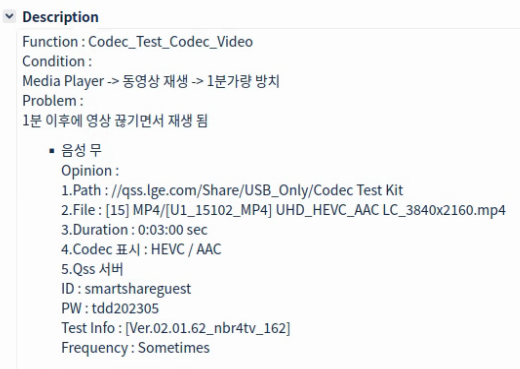 Description
Function : Codec_Test_Codec_Video
Condition :
Media Player -> 동영상 재생 -> 1분가량 방치
Problem :
1분 이후에 영상 끊기면서 재생 됨
▪ 음성 무
Opinion :
1.Path : //qss.lge.com/Share/USB_Only/Codec Test Kit
2.File : [15] MP4/[U1_15102_MP4] UHD_HEVC_AAC LC_3840x2160.mp4
3.Duration : 0:03:00 sec
4.Codec 표시 : HEVC / AAC
5.Qss 서버
ID : smartshareguest
PW : tdd202305
Test Info : [Ver.02.01.62_nbr4tv_162]
Frequency : Sometimes